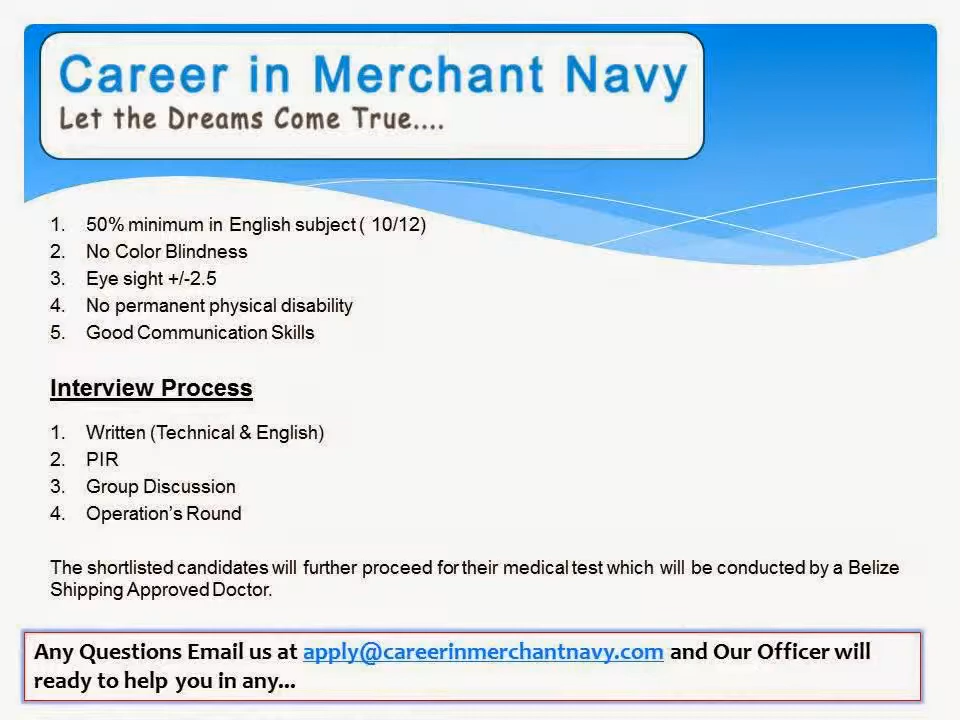 Career in Merchant Navy
Let the Dreams Come True....
1. 50% minimum in English subject ( 10/12)
2. No Color Blindness
3. Eye sight +/-2.5
4. No permanent physical disability
5. Good Communication Skills
Interview Process
1. Written (Technical & English)
2. PIR
3. Group Discussion
4. Operation’s Round
The shortlisted candidates will further proceed for their medical test which will be conducted by a Belize
Shipping Approved Doctor.
Any Questions Email us at apply@careerinmerchantnavy.com and Our Officer will
ready to help you in any...